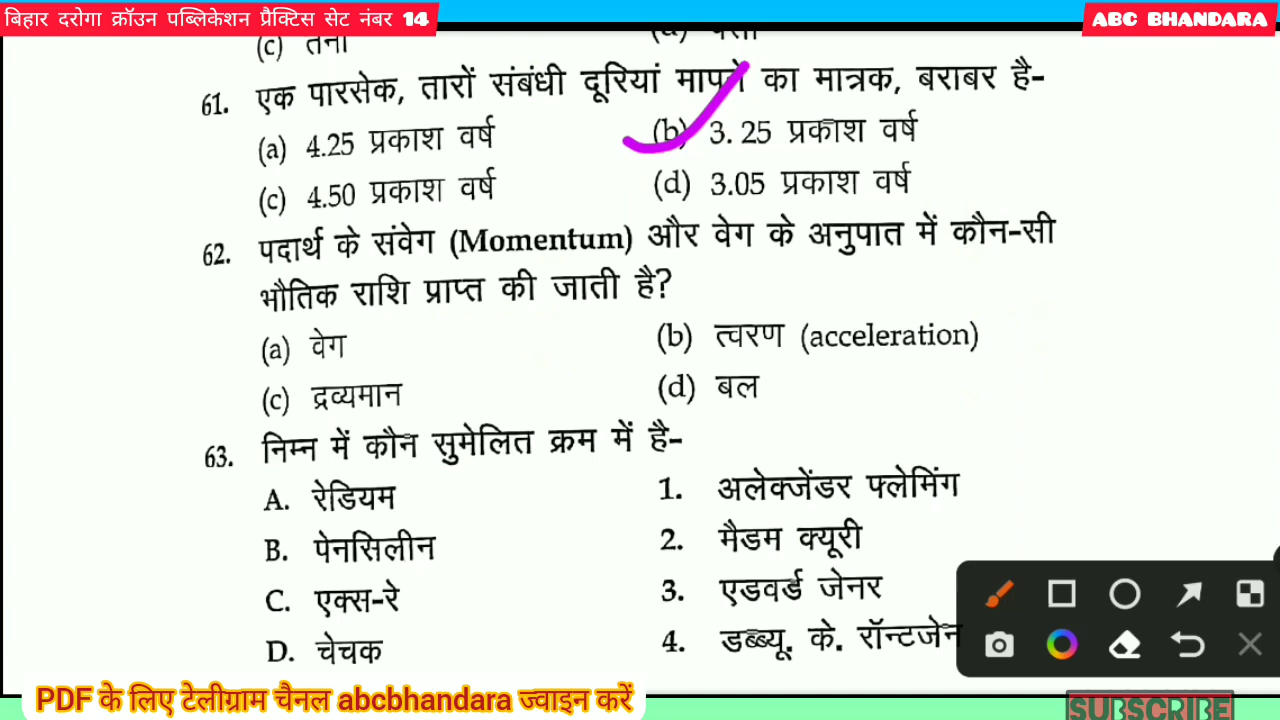 बिहार दरोगा क्रॉउन पब्लिकेशन प्रैक्टिस सेट नंबर 14
ABC BHANDARA
(c) तना
61. एक पारसेक, तारों संबंधी दूरियां मापने का मात्रक, बराबर है-
(a) 4.25 प्रकाश वर्ष (b) 3. 25 प्रकाश वर्ष
(c) 4.50 प्रकाश वर्ष (d) 3.05 प्रकाश वर्ष
62. पदार्थ के संवेग (Momentum) और वेग के अनुपात में कौन-सी
भौतिक राशि प्राप्त की जाती है?
(a) वेग (b) त्वरण (acceleration)
(c) द्रव्यमान (d) बल
63. निम्न में कौन सुमेलित क्रम में है-
A. रेडियम 1. अलेक्जेंडर फ्लेमिंग
B. पेनसिलीन 2. मैडम क्यूरी
C. एक्स-रे 3. एडवर्ड जेनर
D. चेचक 4. डब्ब्यू. के. रॉन्टजेन
PDF के लिए टेलीग्राम चैनल abcbhandara ज्वाइन करें
SUBSCRIBE